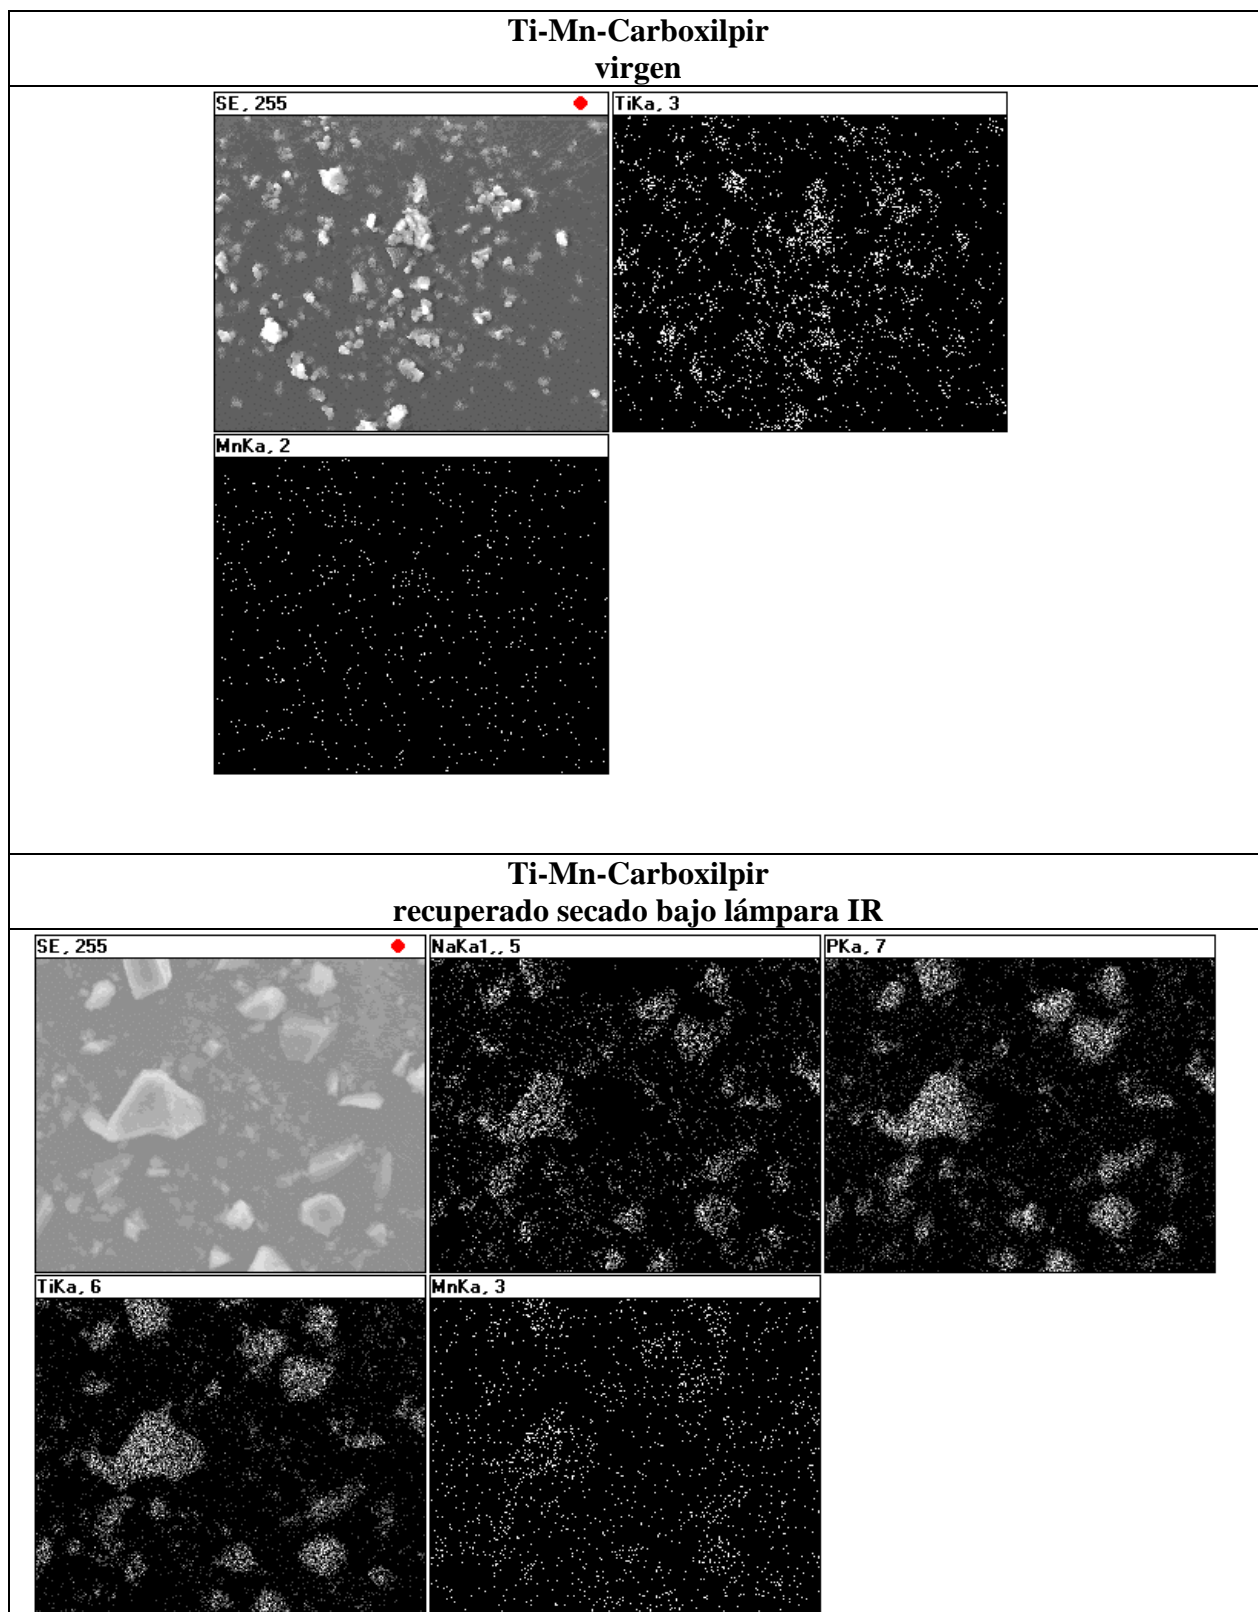 Ti-Mn-Carboxilpir
virgen
SE, 255
TiKa, 3
MnKa, 2
Ti-Mn-Carboxilpir
recuperado secado bajo lámpara IR
SE, 255
NaKa1,, 5
PKa, 7
TiKa, 6
MnKa, 3